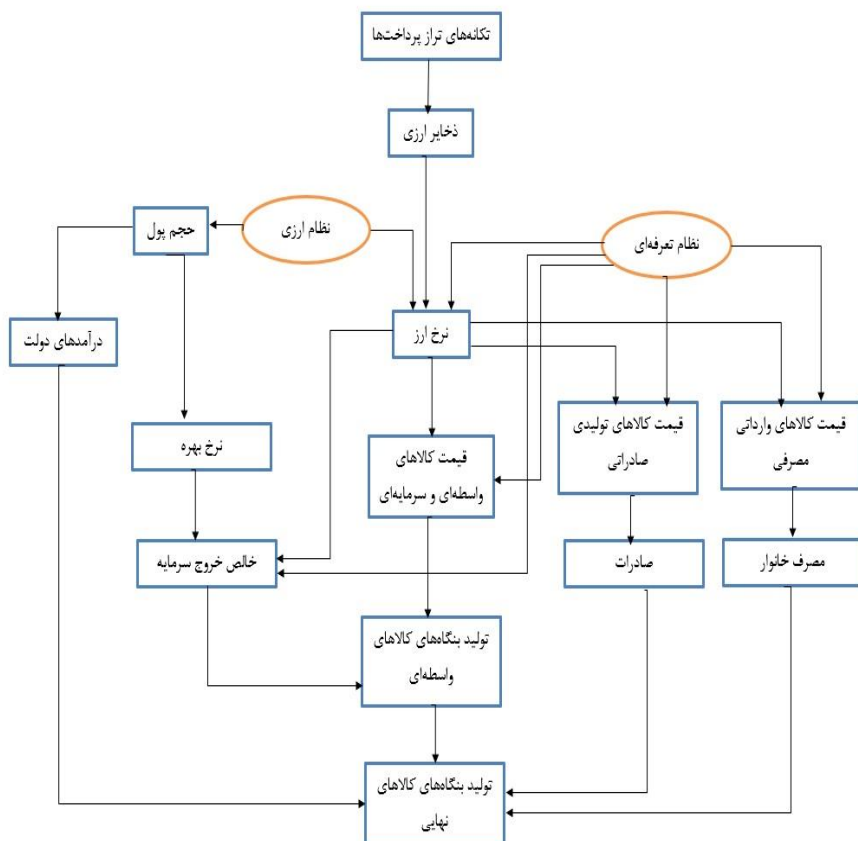 تکانه‌های تراز پرداخت‌ها
ذخایر ارزی
نظام تعرفه‌ای
نظام ارزی
حجم پول
نرخ ارز
درآمدهای دولت
قیمت کالاهای وارداتی
مصرفی
قیمت کالاهای تولیدی
صادراتی
قیمت کالاهای
واسطه‌ای و سرمایه‌ای
نرخ بهره
مصرف خانوار
صادرات
خالص خروج سرمایه
تولید بنگاه‌های کالاهای
واسطه‌ای
تولید بنگاه‌های کالاهای
نهایی